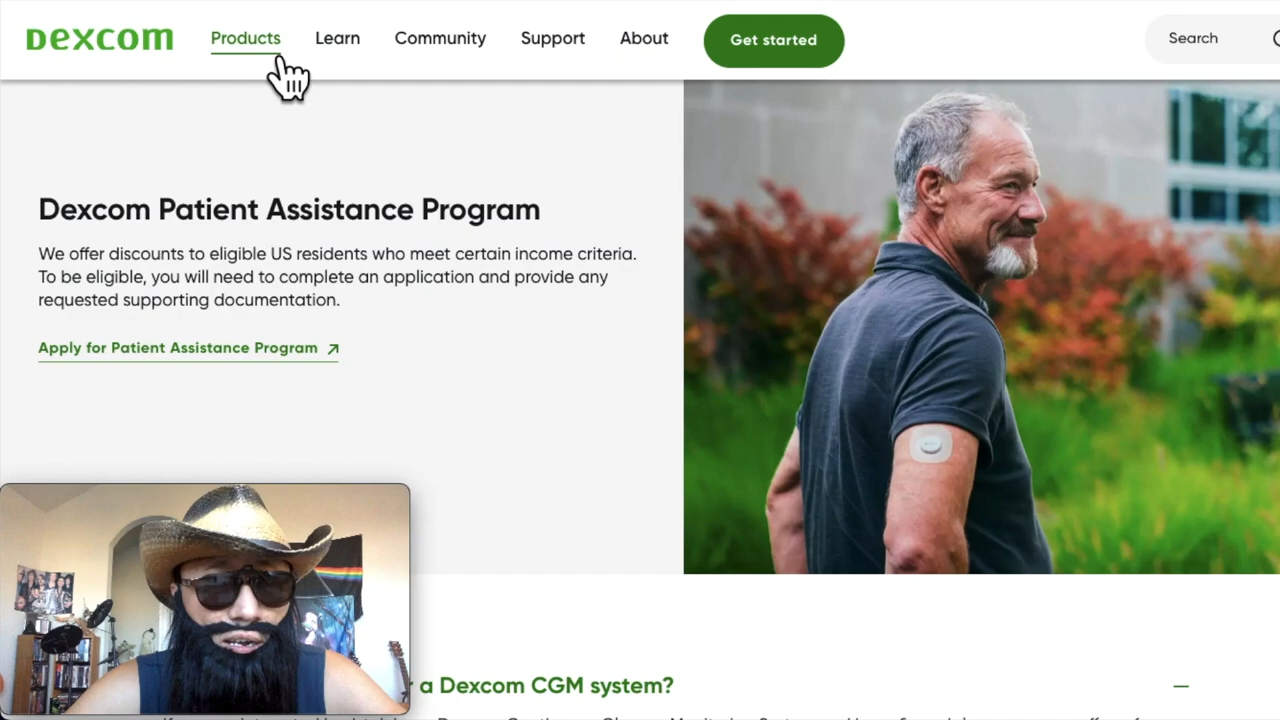 Dexcom Products Learn Community Support About Get started Search
Dexcom Patient Assistance Program
We offer discounts to eligible US residents who meet certain income criteria.
To be eligible, you will need to complete an application and provide any
requested supporting documentation.
Apply for Patient Assistance Program
a Dexcom CGM system?